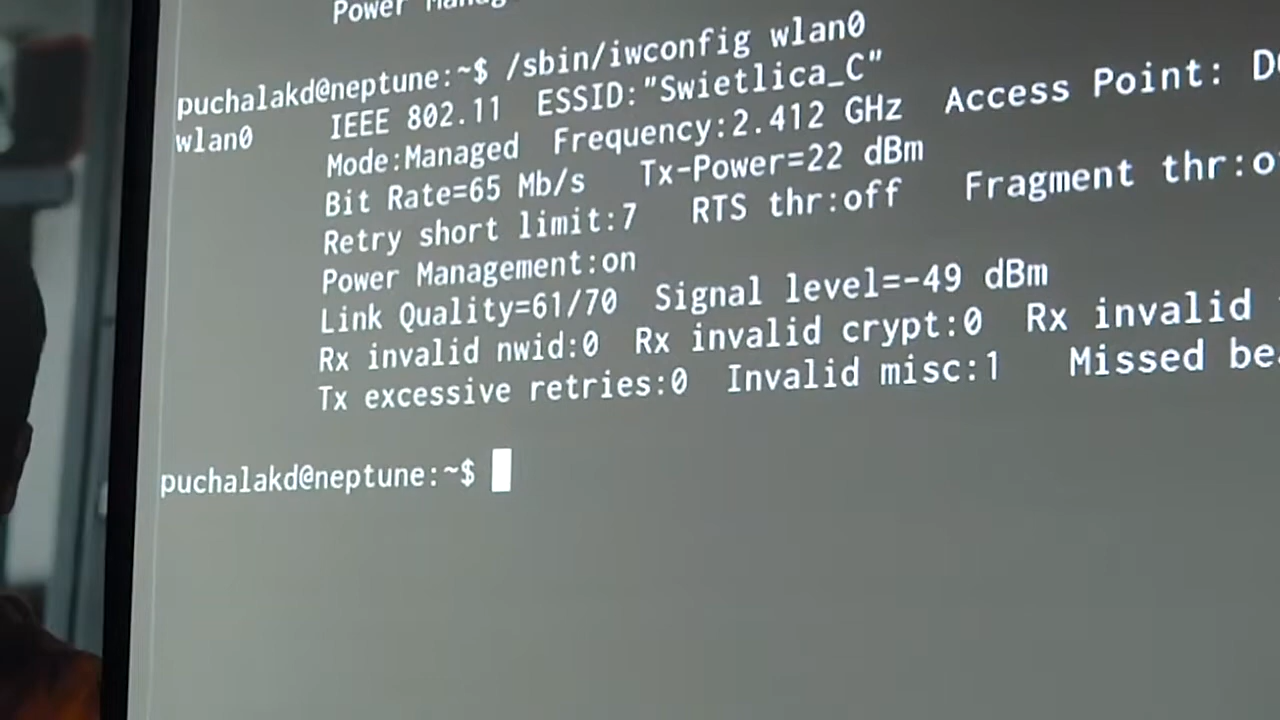 Power
puchalakd@neptune:~$ /sbin/iwconfig wlan0
wlan0 IEEE 802.11 ESSID:"Swietlica_C"
Mode:Managed Frequency:2.412 GHz Access Point:
Bit Rate=65 Mb/s Tx-Power=22 dBm
Retry short limit:7 RTS thr:off Fragment
Power Management:on
Link Quality=61/70 Signal level=-49 dBm
Rx invalid nwid:0 Rx invalid crypt:0 Rx invalid
Tx excessive retries:0 Invalid misc:1 Missed
puchalakd@neptune:~$